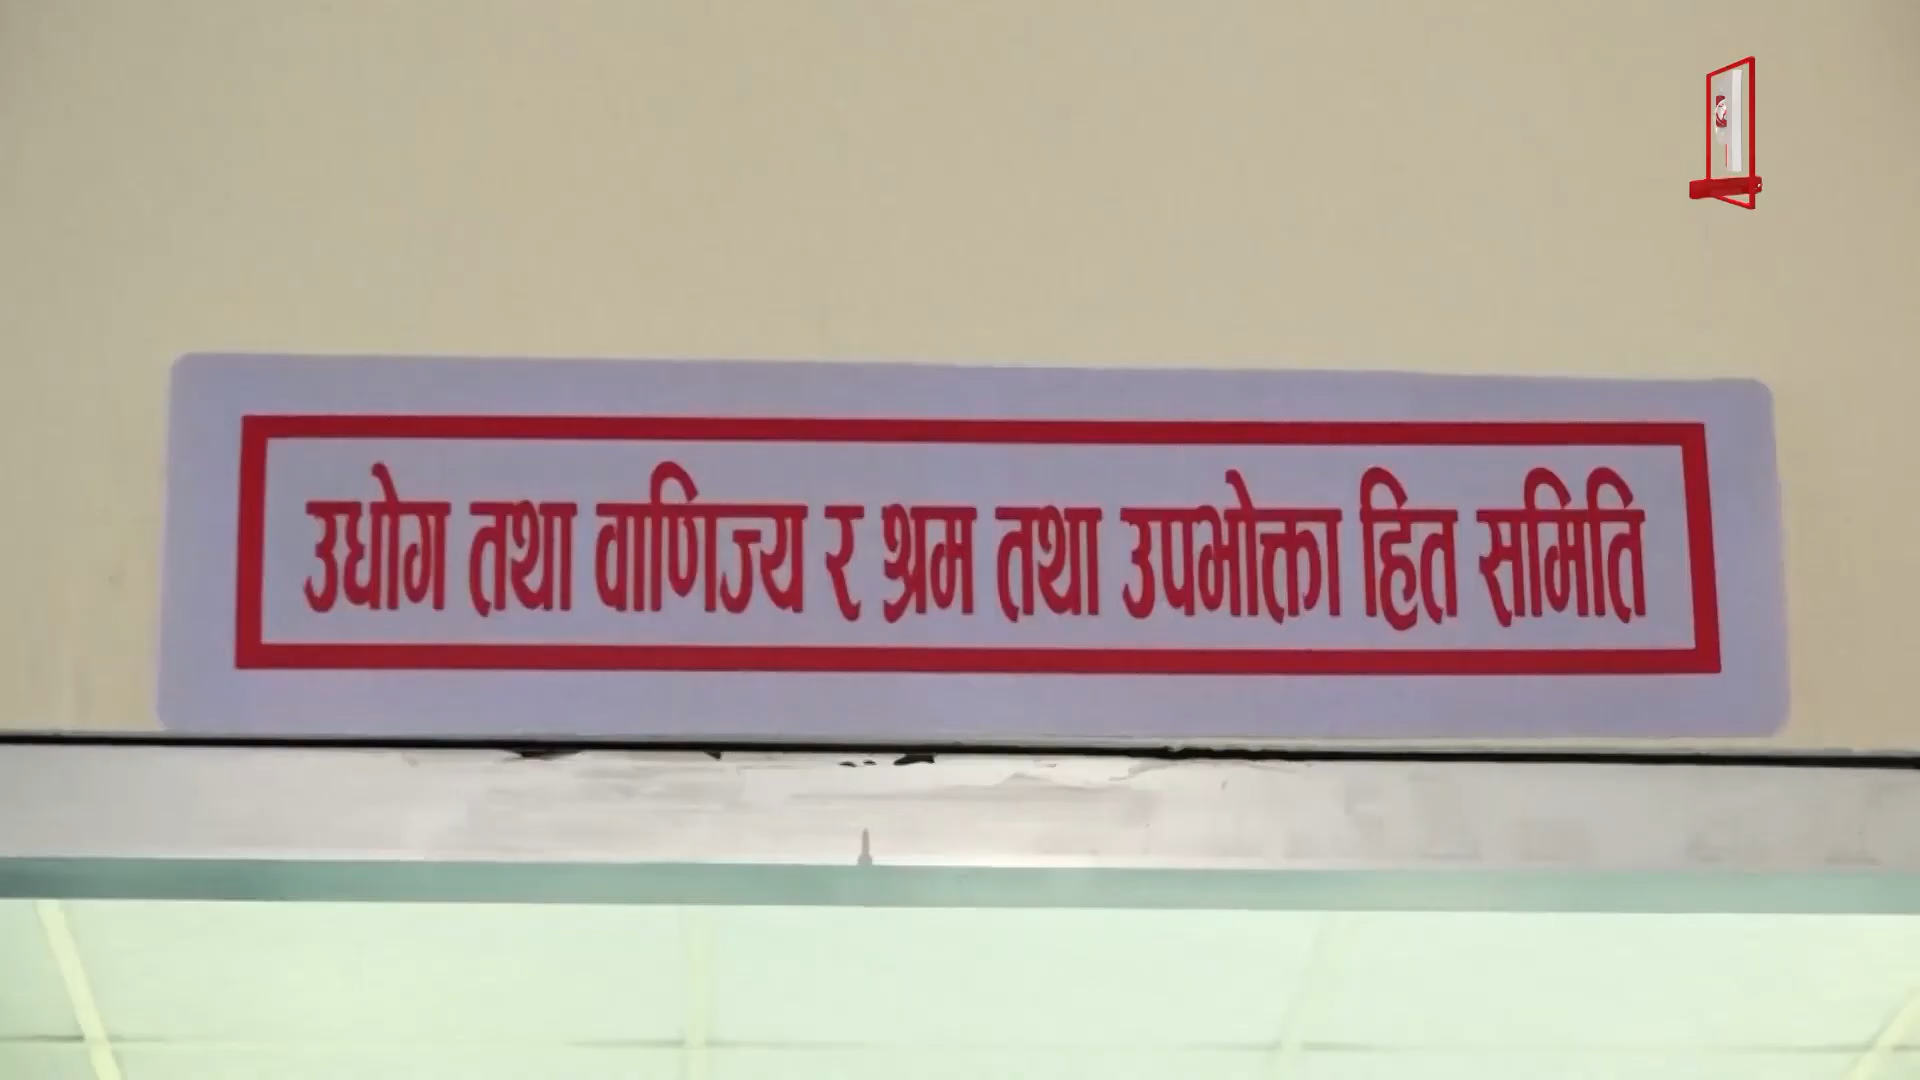 उधोग तथा वाणिज्य र श्रम तथा उपभोक्ता हित समिति